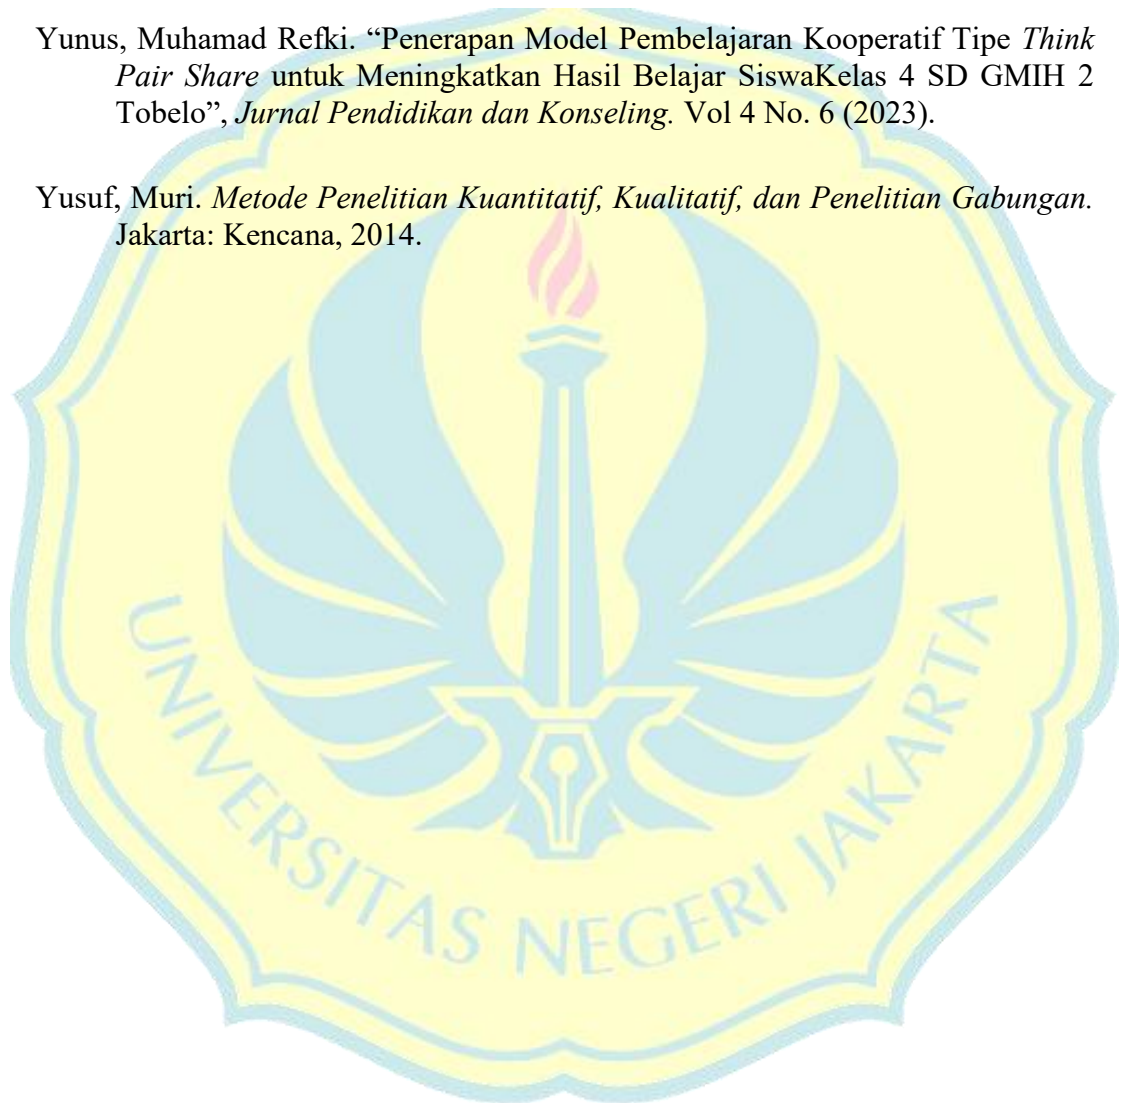 Yunus, Muhamad Refki. “Penerapan Model Pembelajaran Kooperatif Tipe Think
Pair Share untuk Meningkatkan Hasil Belajar SiswaKelas 4 SD GMIH 2
Tobelo”, Jurnal Pendidikan dan Konseling. Vol 4 No. 6 (2023).
Yusuf, Muri. Metode Penelitian Kuantitatif, Kualitatif, dan Penelitian Gabungan.
Jakarta: Kencana, 2014.
UNIVERSITAS NEGERI JAKARTA